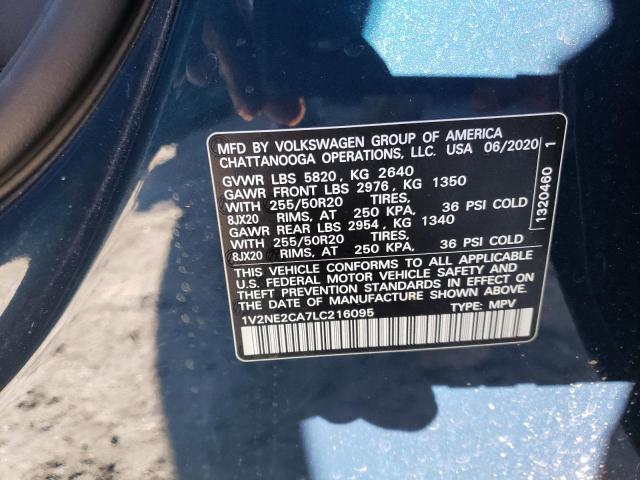 MFD BY VOLKSWAGEN GROUP OF AMERICA
CHATTANOOGA OPERATIONS, LLC. USA 06/2020
GVWR LBS 5820, KG 2640
GAWR FRONT LBS 2976, KG 1350
WITH 255/50R20 TIRES,
8JX20 RIMS, AT 250 KPA, 36 PSI COLD
GAWR REAR LBS 2954, KG 1340
WITH 255/50R20 TIRES,
8JX20 RIMS, AT 250 KPA, 36 PSI COLD
THIS VEHICLE CONFORMS TO ALL APPLICABLE
U.S. FEDERAL MOTOR VEHICLE SAFETY AND
THEFT PREVENTION STANDARDS IN EFFECT ON
THE DATE OF MANUFACTURE SHOWN ABOVE.
1V2NE2CA7LC216095 TYPE: MPV
1320460 1